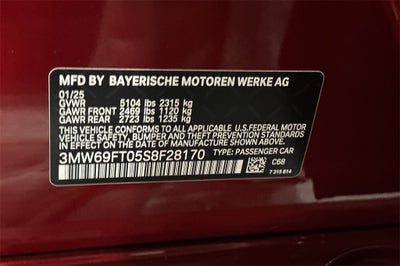 MFD BY BAYERISCHE MOTOREN WERKE AG
01/25
GVWR 5104 lbs 2315 kg
GAWR FRONT 2469 lbs 1120 kg
GAWR REAR 2723 lbs 1235 kg
THIS VEHICLE CONFORMS TO ALL APPLICABLE U.S.FEDERAL MOTOR
VEHICLE SAFETY, BUMPER, AND THEFT PREVENTION STANDARDS
IN EFFECT ON THE DATE OF MANUFACTURE SHOWN ABOVE.
3MW69FT05S8F28170 TYPE: PASSENGER CAR
C68
7 315 614